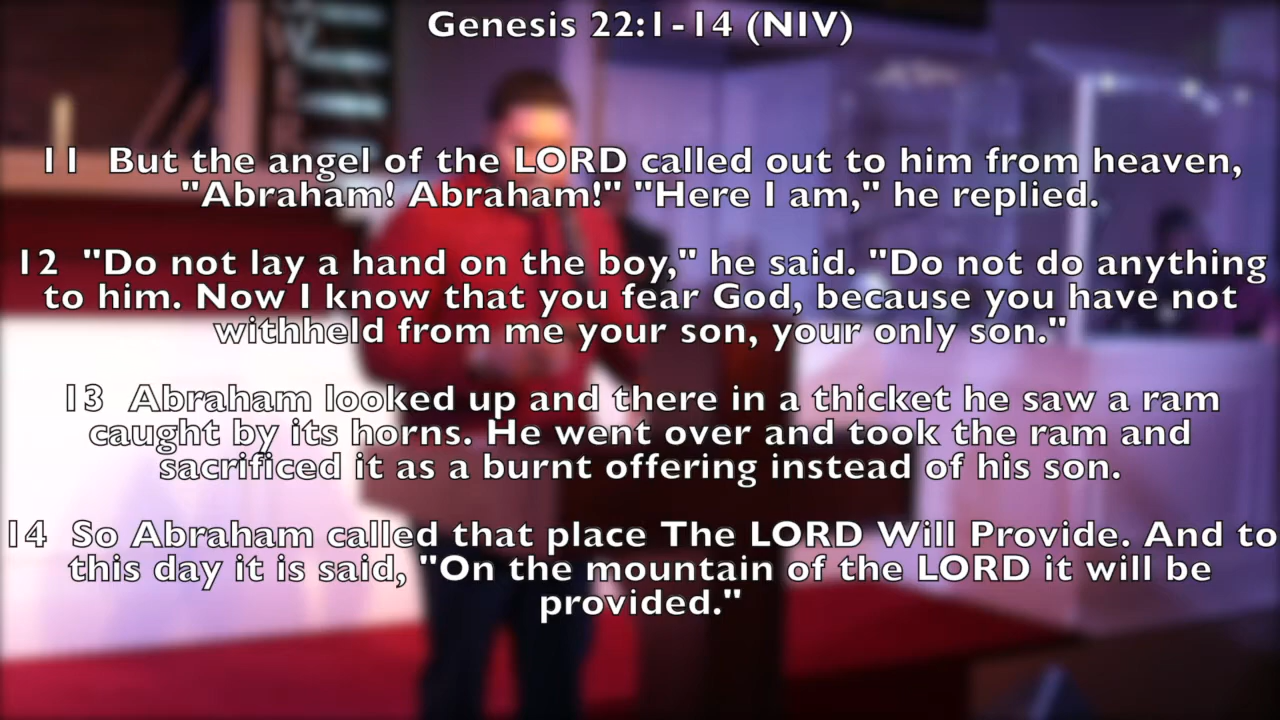 Genesis 22:1-14 (NIV)
11 But the angel of the LORD called out to him from heaven,
"Abraham! Abraham!" "Here I am," he replied.
12 "Do not lay a hand on the boy," he said. "Do not do anything
to him. Now I know that you fear God, because you have not
withheld from me your son, your only son."
13 Abraham looked up and there in a thicket he saw a ram
caught by its horns. He went over and took the ram and
sacrificed it as a burnt offering instead of his son.
14 So Abraham called that place The LORD Will Provide. And to
this day it is said, "On the mountain of the LORD it will be
provided."